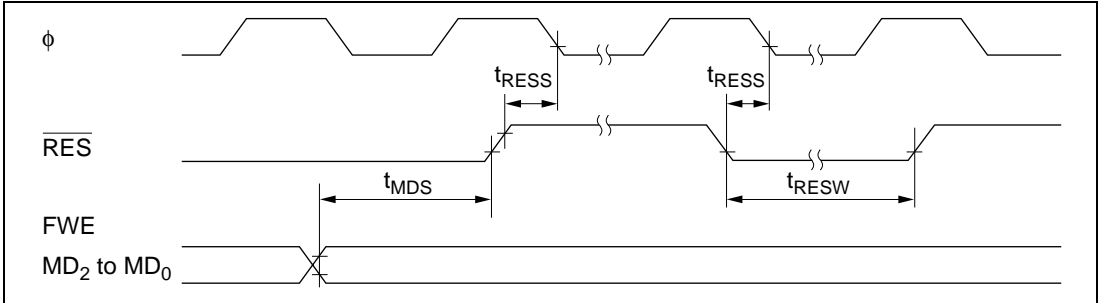 ϕ
tRESS tRESS
RES
tMDS tRESW
FWE
MD2 to MD0